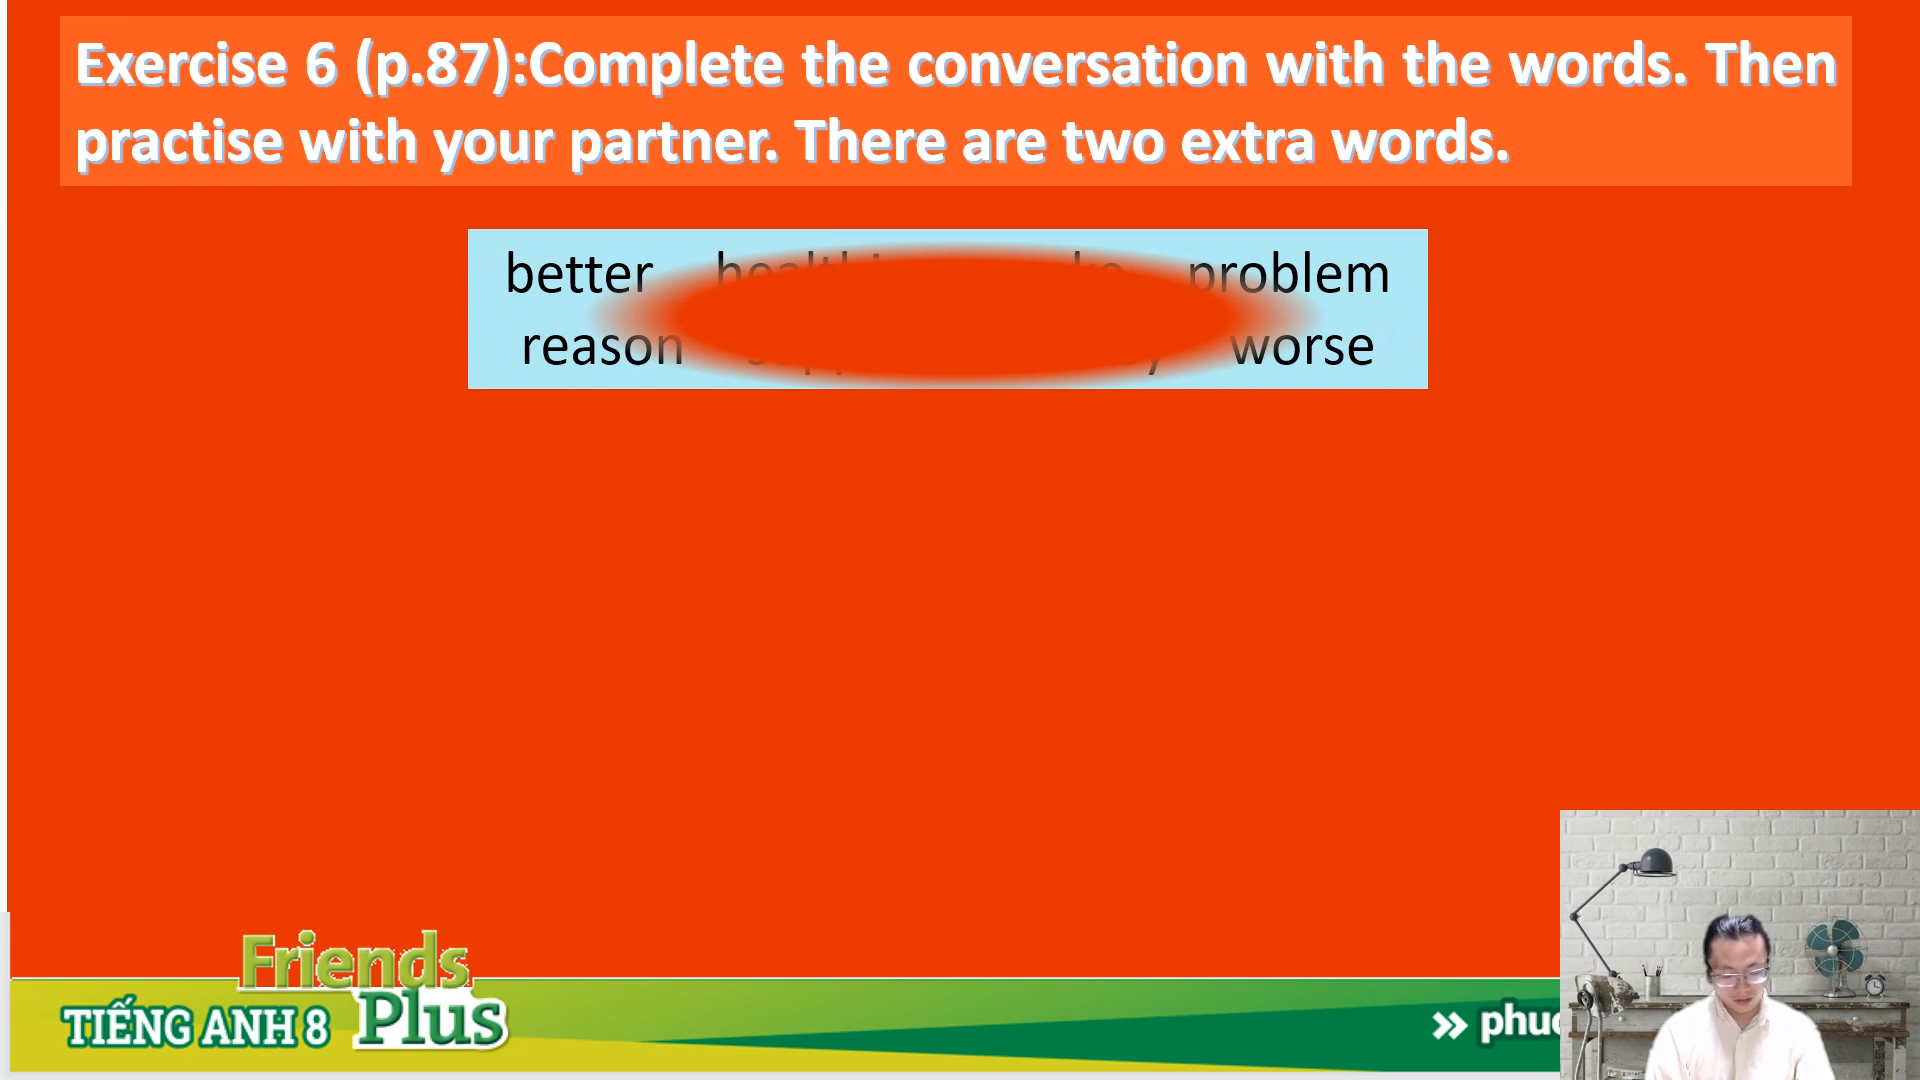 Exercise 6 (p.87):Complete the conversation with the words. Then
practise with your partner. There are two extra words.
better problem
reason worse
Friends
TIẾNG ANH 8 Plus